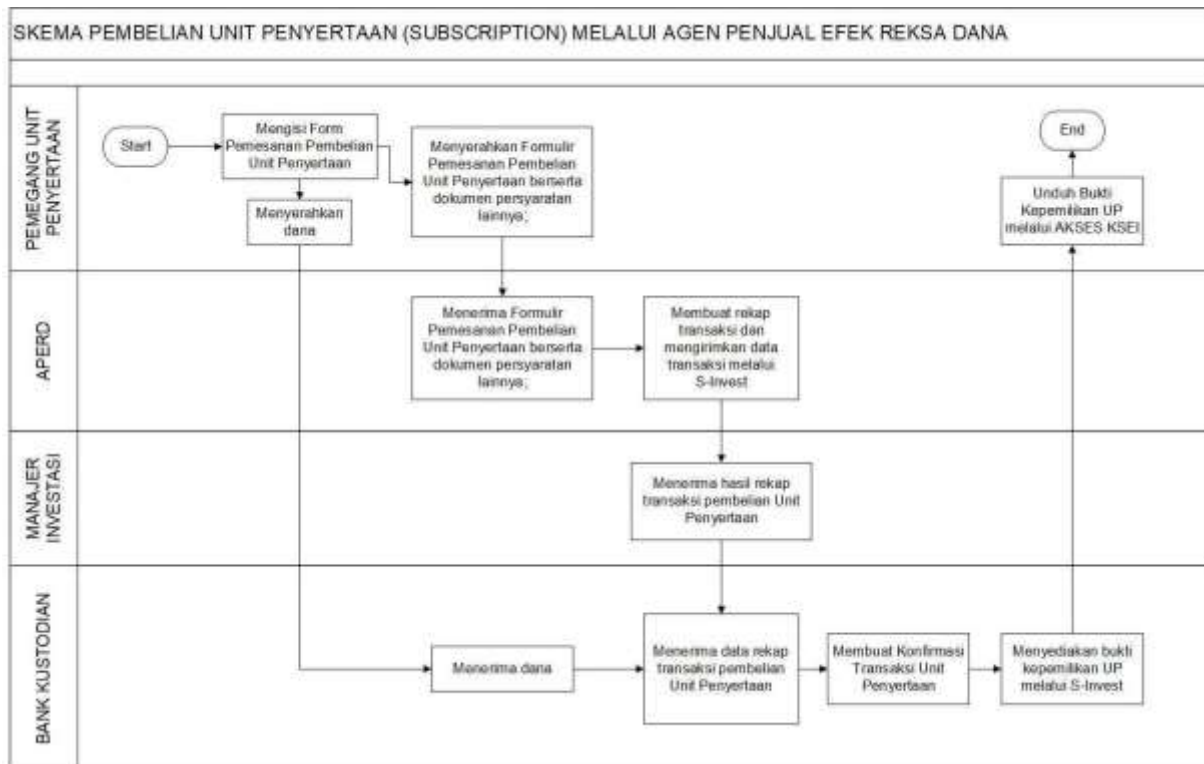 SKEMA PEMBELIAN UNIT PENYERTAAN (SUBSCRIPTION) MELALUI AGEN PENJUAL EFEK REKSA DANA
PEMEGANG UNIT
PENYERTAAN
Start
Mengisi Form
Pemesanan Pembelian
Unit Penyertaan
Menyerahkan
dana
Menyerahkan Formulir
Pemesanan Pembelian
Unit Penyertaan berserta
dokumen persyaratan
lainnya;
End
Unduh Bukti
Kepemilikan UP
melalui AKSES KSEI
APERD
Menerima Formulir
Pemesanan Pembelian
Unit Penyertaan berserta
dokumen persyaratan
lainnya;
Membuat rekap
transaksi dan
mengirimkan data
transaksi melalui
S-Invest
MANAJER
INVESTASI
Menerima hasil rekap
transaksi pembelian Unit
Penyertaan
BANK KUSTODIAN
Menerima dana
Menerima data rekap
transaksi pembelian
Unit Penyertaan
Membuat Konfirmasi
Transaksi Unit
Penyertaan
Menyediakan bukti
kepemilikan UP
melalui S-Invest